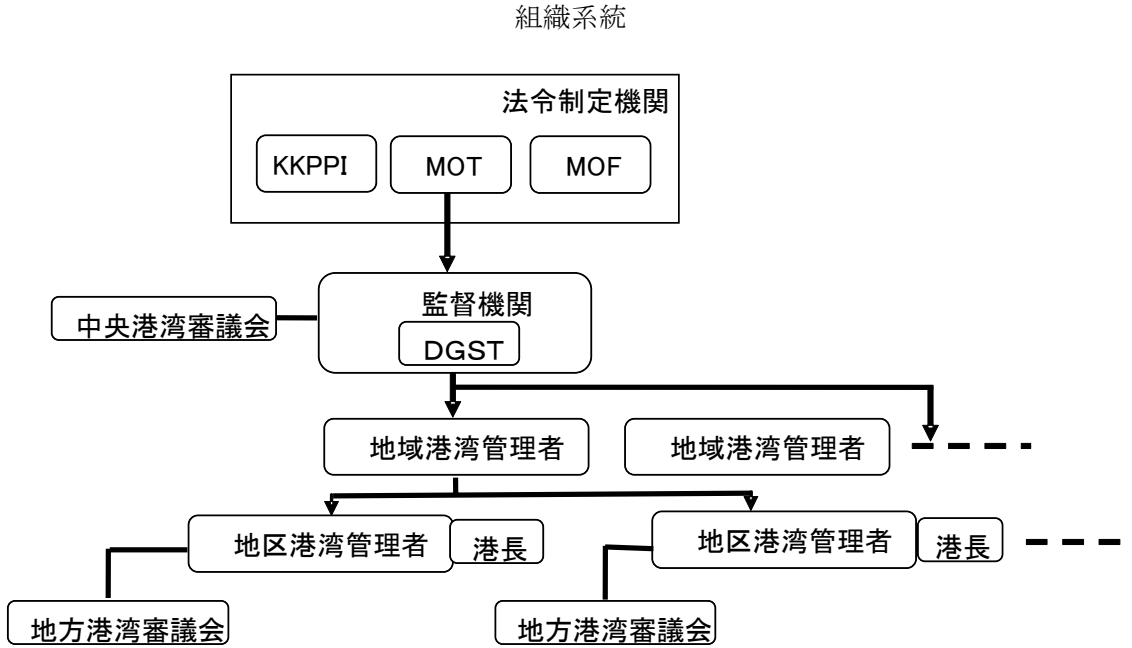 組織系統
法令制定機関
KKPPI
MOT
MOF
監督機関
DGST
中央港湾審議会
地域港湾管理者
地域港湾管理者
地区港湾管理者
港長
地区港湾管理者
港長
地方港湾審議会
地方港湾審議会